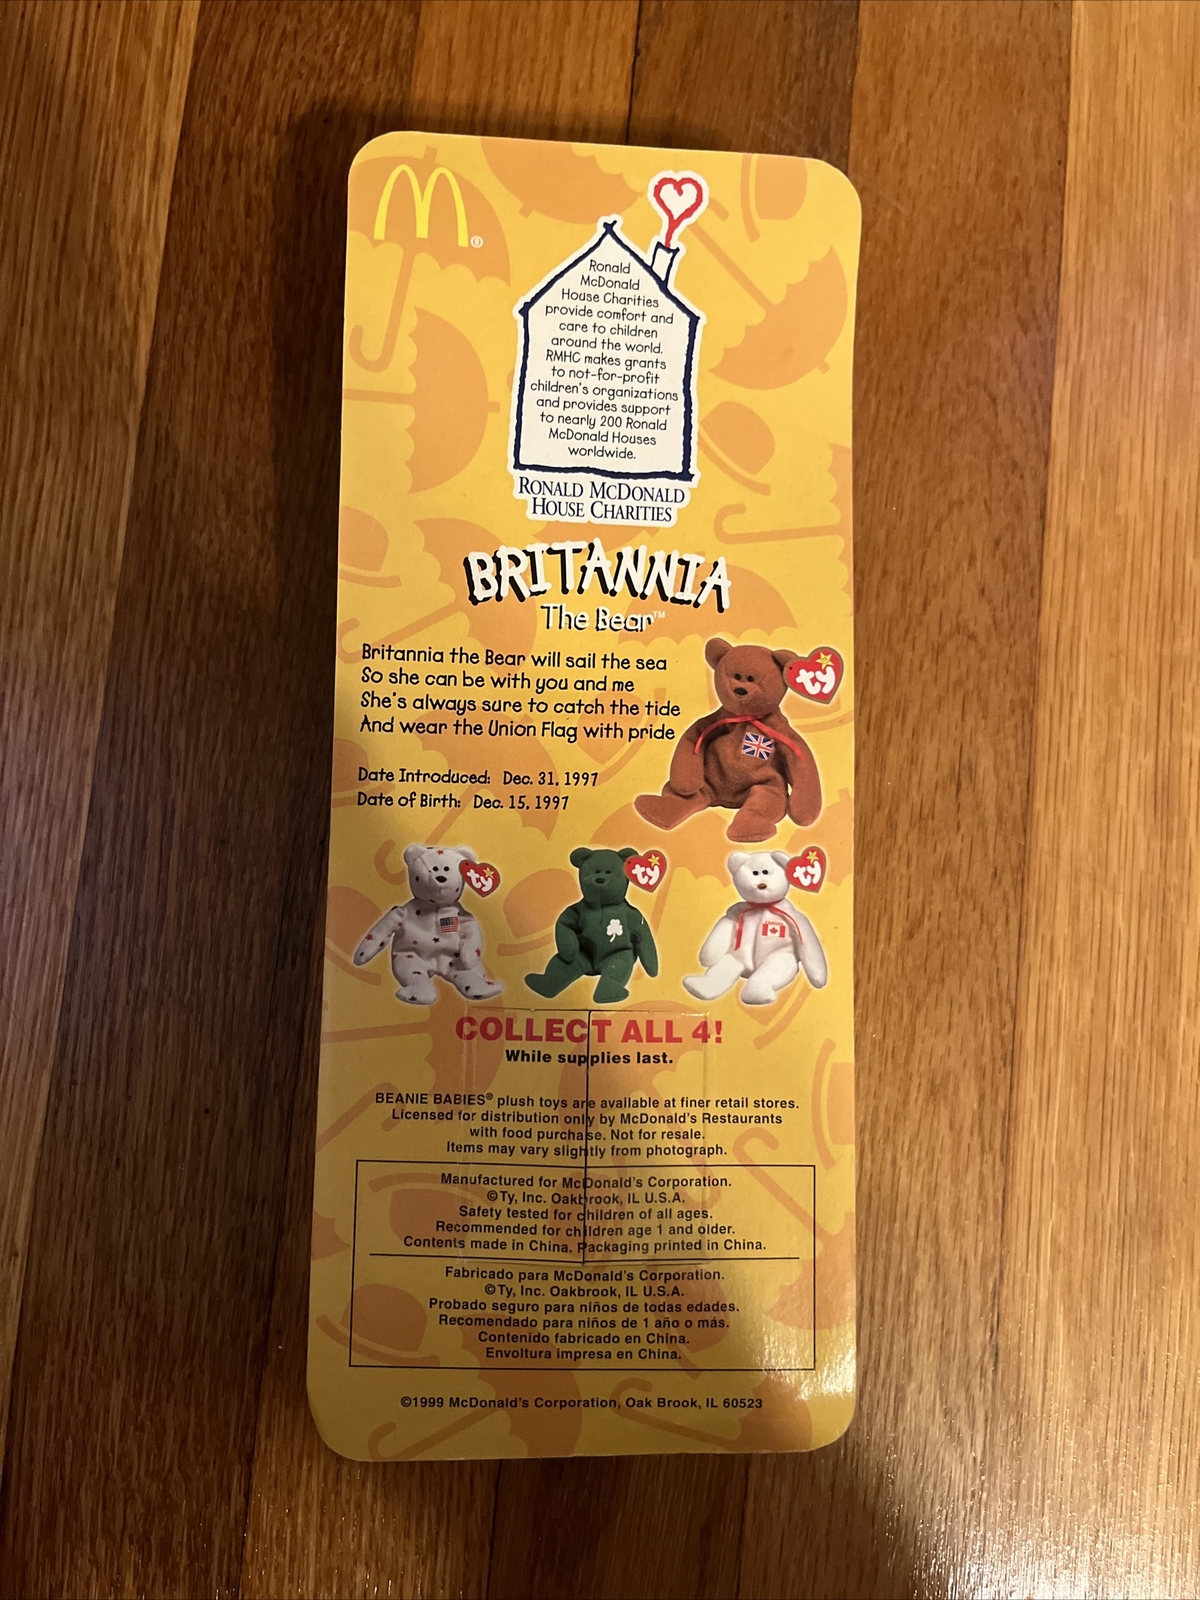 M®
Ronald
McDonald
House Charities
provide comfort and
care to children
around the world.
RMHC makes grants
to not-for-profit
children's organizations
and provides support
to nearly 200 Ronald
McDonald Houses
worldwide.
RONALD MCDONALD
HOUSE CHARITIES
BRITANNIA
The Bear™
Britannia the Bear will sail the sea
So she can be with you and me
She's always sure to catch the tide
And wear the Union Flag with pride
ty
Date Introduced: Dec. 31, 1997
Date of Birth: Dec. 15, 1997
ty
ty
ty
COLLECT ALL 4!
While supplies last.
BEANIE BABIES® plush toys are available at finer retail stores.
Licensed for distribution only by McDonald's Restaurants
with food purchase. Not for resale.
Items may vary slightly from photograph.
Manufactured for McDonald's Corporation.
©Ty, Inc. Oakbrook, IL U.S.A.
Safety tested for children of all ages.
Recommended for children age 1 and older.
Contents made in China. Packaging printed in China.
Fabricado para McDonald's Corporation.
©Ty, Inc. Oakbrook, IL U.S.A.
Probado seguro para niños de todas edades.
Recomendado para niños de 1 año o más.
Contenido fabricado en China.
Envoltura impresa en China.
©1999 McDonald's Corporation, Oak Brook, IL 60523